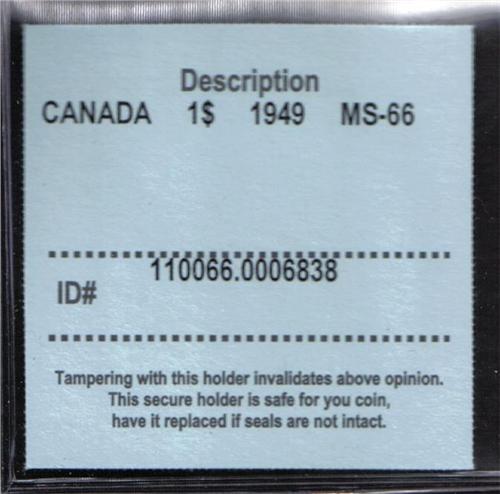 Description
CANADA 1$ 1949 MS-66
110066.0006838
ID#
Tampering with this holder invalidates above opinion.
This secure holder is safe for you coin,
have it replaced if seals are not intact.